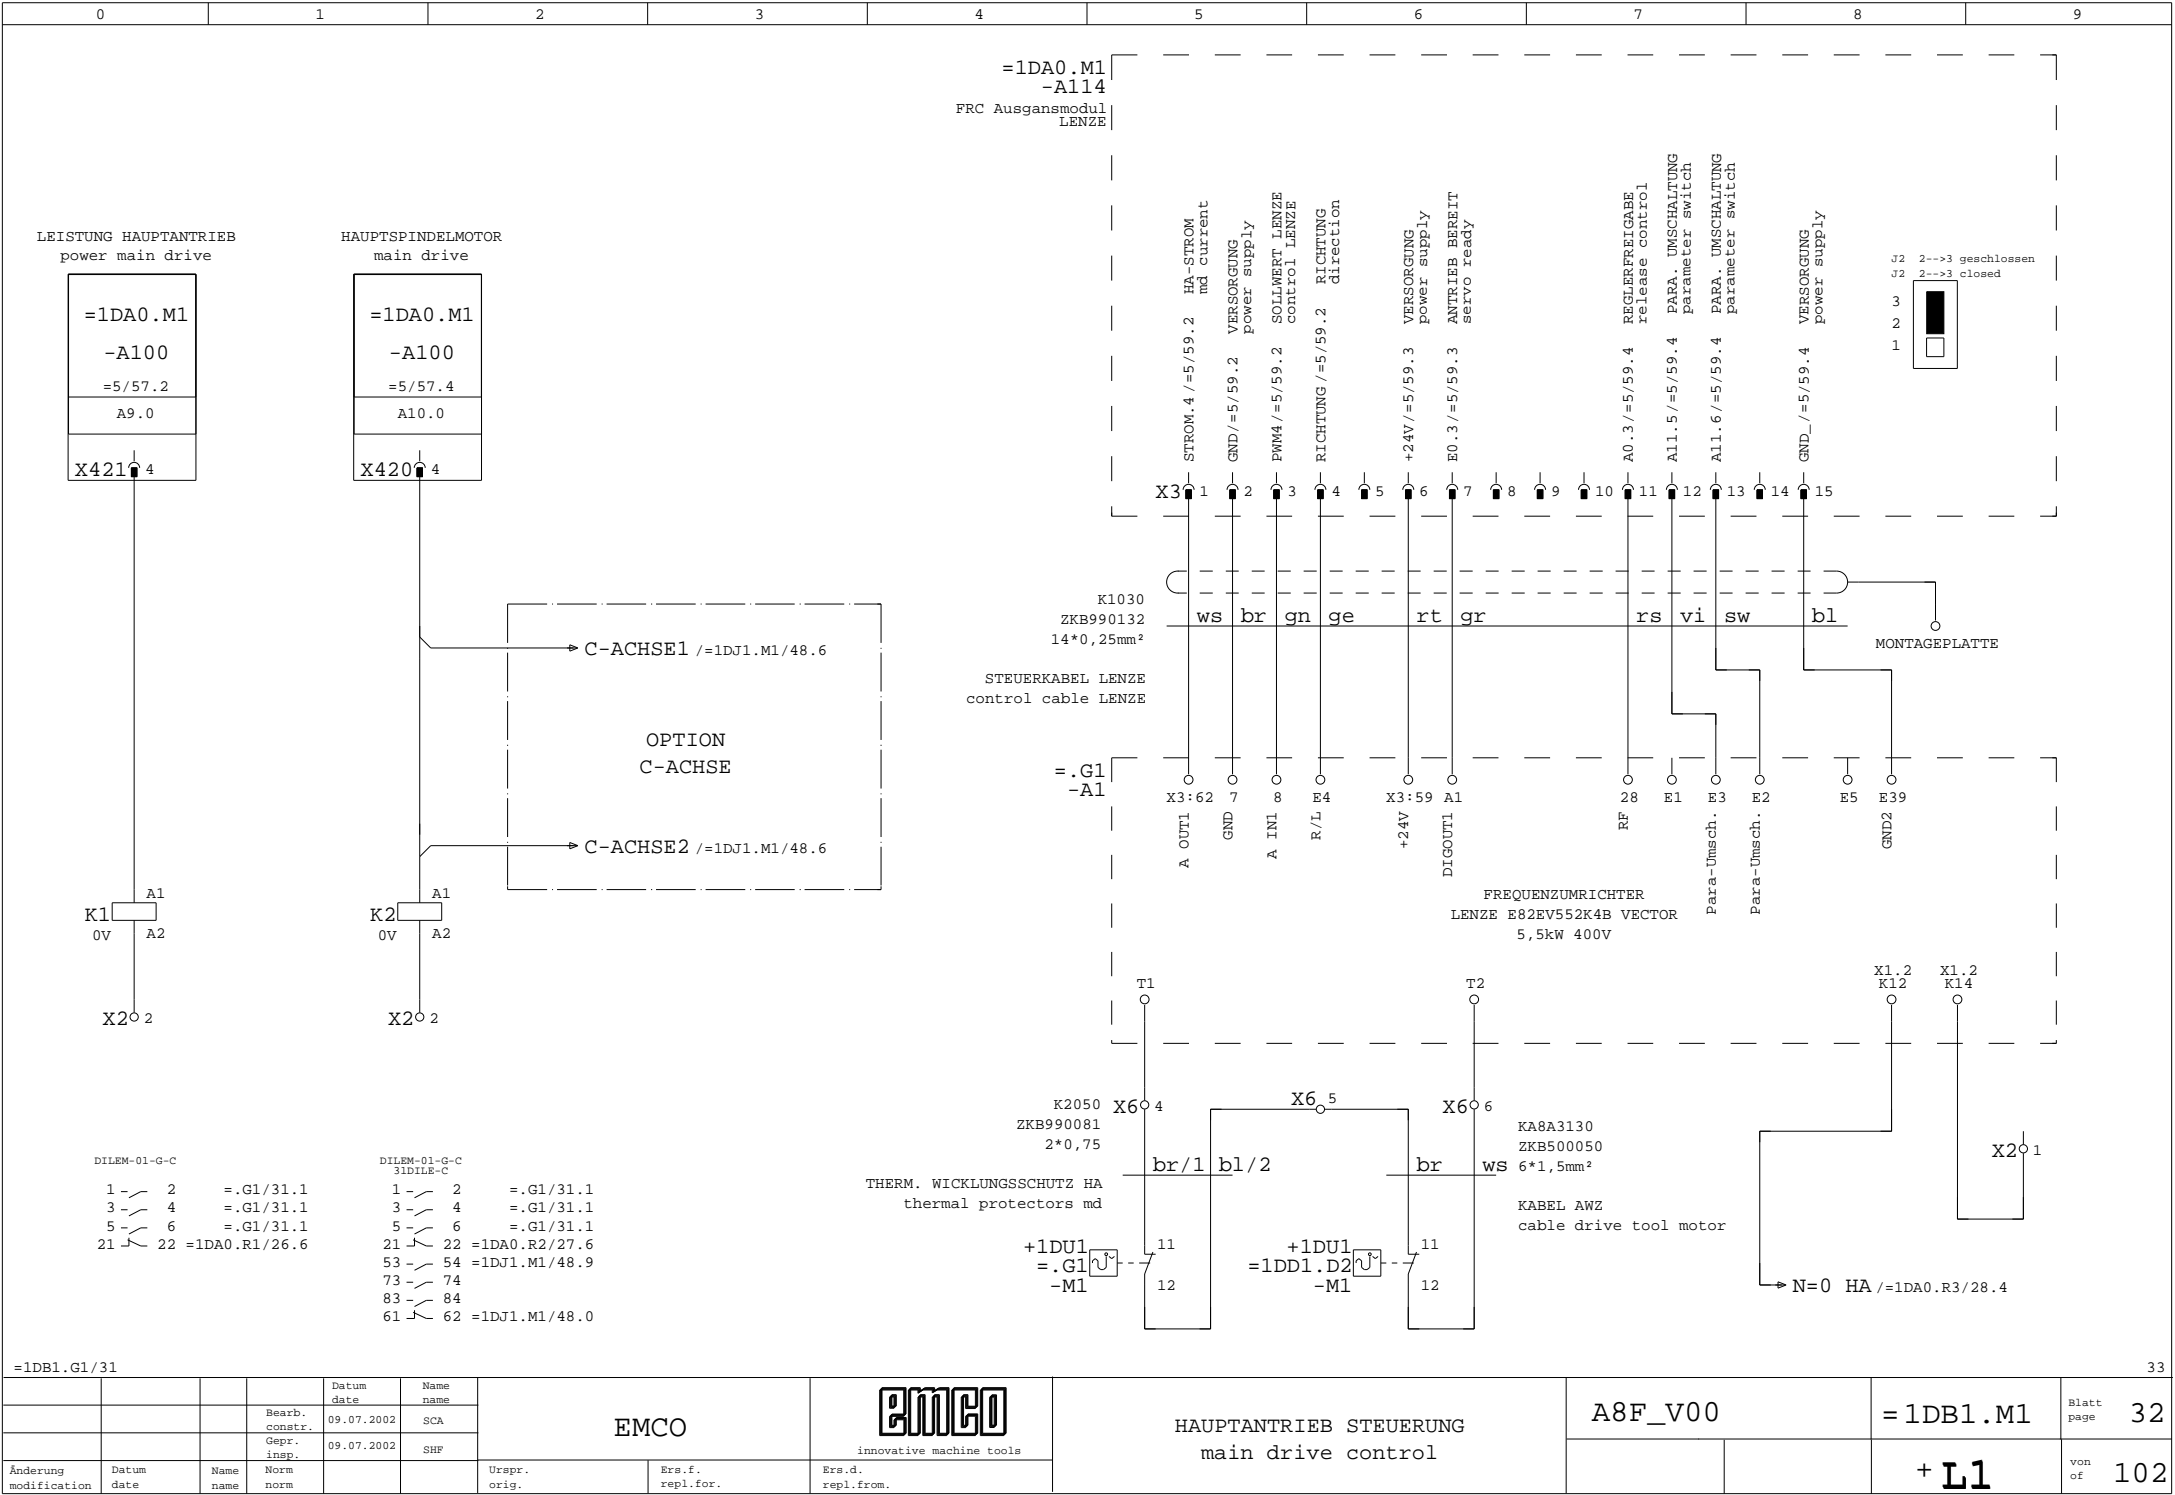 0 1 2 3 4 5 6 7 8 9
=1DA0.M1
-A114
FRC Ausgansmodul
LENZE
LEISTUNG HAUPTANTRIEB
power main drive
=1DA0.M1
-A100
=5/57.2
A9.0
X421 4
HAUPTSPINDELMOTOR
main drive
=1DA0.M1
-A100
=5/57.4
A10.0
X420 4
STROM.4 /=5/59.2 HA-STROM
md current
GND/=5/59.2 VERSORGUNG
power supply
PWM4/=5/59.2 SOLLWERT LENZE
control LENZE
RICHTUNG /=5/59.2 RICHTUNG
direction
+24V/=5/59.3 VERSORGUNG
power supply
E0.3/=5/59.3 ANTRIEB BEREIT
servo ready
A0.3/=5/59.4 REGLERFREIGABE
release control
A11.5/=5/59.4 PARA. UMSCHALTUNG
parameter switch
A11.6/=5/59.4 PARA. UMSCHALTUNG
parameter switch
GND_/=5/59.4 VERSORGUNG
power supply
J2 2-->3 geschlossen
J2 2-->3 closed
3
2
1
X3 1 2 3 4 5 6 7 8 9 10 11 12 13 14 15
K1030
ZKB990132
14*0,25mm²
ws br gn ge rt gr rs vi sw bl
MONTAGEPLATTE
STEUERKABEL LENZE
control cable LENZE
C-ACHSE1 /=1DJ1.M1/48.6
OPTION
C-ACHSE
C-ACHSE2 /=1DJ1.M1/48.6
=.G1
-A1
X3:62 7 8 E4 X3:59 A1 28 E1 E3 E2 E5 E39
A OUT1
GND
A IN1
R/L
+24V
DIGOUT1
RF
Para-Umsch.
Para-Umsch.
GND2
FREQUENZUMRICHTER
LENZE E82EV552K4B VECTOR
5,5kW 400V
K1 A1
0V A2
K2 A1
0V A2
X2 2
X2 2
T1
T2
X1.2
K12
X1.2
K14
K2050
ZKB990081
2*0,75
X6 4
X6 5
X6 6
KA8A3130
ZKB500050
6*1,5mm²
br/1 bl/2
br ws
THERM. WICKLUNGSSCHUTZ HA
thermal protectors md
KABEL AWZ
cable drive tool motor
X2 1
+1DU1
=.G1
-M1
11
12
+1DU1
=1DD1.D2
-M1
11
12
N=0 HA /=1DA0.R3/28.4
DILEM-01-G-C
1 2 =.G1/31.1
3 4 =.G1/31.1
5 6 =.G1/31.1
21 22 =1DA0.R1/26.6
DILEM-01-G-C
31DILE-C
1 2 =.G1/31.1
3 4 =.G1/31.1
5 6 =.G1/31.1
21 22 =1DA0.R2/27.6
53 54 =1DJ1.M1/48.9
73 74
83 84
61 62 =1DJ1.M1/48.0
=1DB1.G1/31
33
Datum
date
Name
name
Bearb.
constr.
09.07.2002 SCA
Gepr.
insp.
09.07.2002 SHF
Änderung
modification
Datum
date
Name
name
Norm
norm
EMCO
emco
innovative machine tools
Urspr.
orig.
Ers.f.
repl.for.
Ers.d.
repl.from.
HAUPTANTRIEB STEUERUNG
main drive control
A8F_V00
=1DB1.M1
Blatt
page
32
+L1
von
of
102